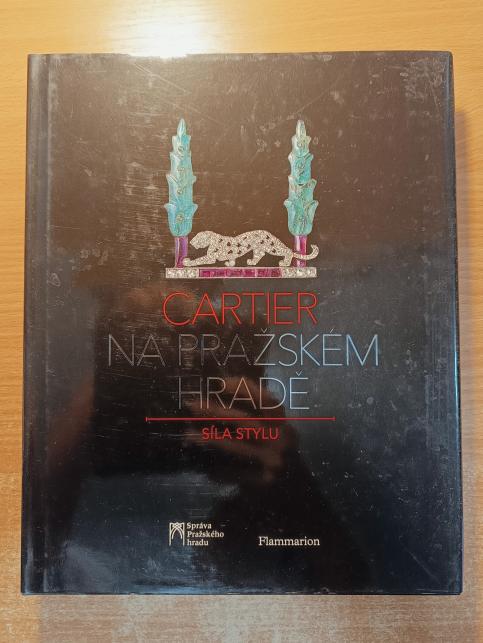 CARTIER
NA PRAŽSKÉM
HRADĚ
SÍLA STYLU
Správa
Pražského
hradu
Flammarion